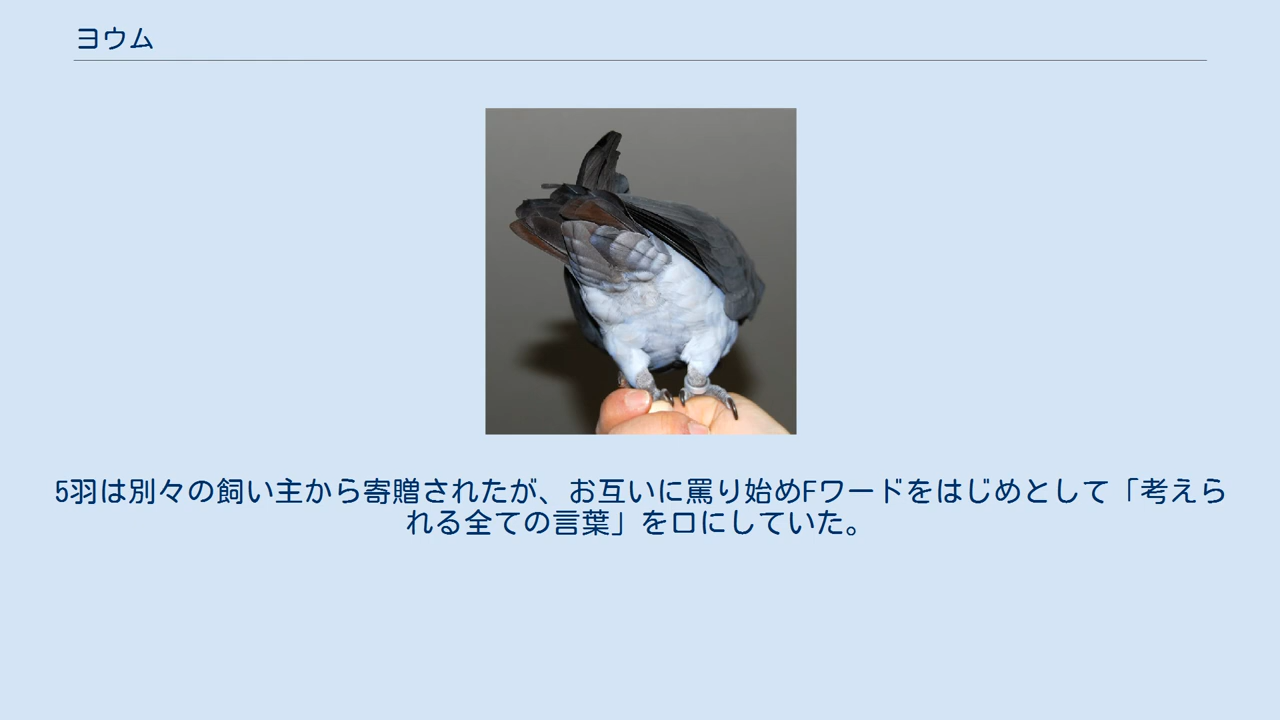 ヨウム
5羽は別々の飼い主から寄贈されたが、お互いに罵り始めFワードをはじめとして「考えら
れる全ての言葉」を口にしていた。